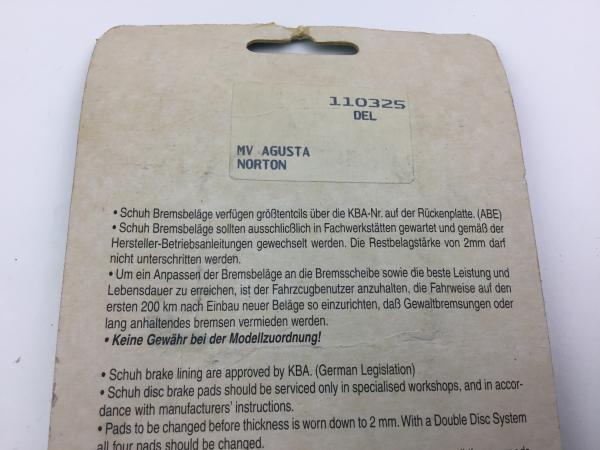 110325
DEL
MV AGUSTA
NORTON
• Schuh Bremsbeläge verfügen größtentcils über die KBA-Nr. auf der Rückenplatte. (ABE)
• Schuh Bremsbeläge sollten ausschließlich in Fachwerkstätten gewartet und gemäß der
Hersteller-Betriebsanleitungen gewechselt werden. Die Restbelagstärke von 2mm darf
nicht unterschritten werden.
• Um ein Anpassen der Bremsbeläge an die Bremsscheibe sowie die beste Leistung und
Lebensdauer zu erreichen, ist der Fahrzcugbenutzer anzuhalten, die Fahrweise auf den
ersten 200 km nach Einbau neuer Beläge so einzurichten, daß Gewaltbremsungen oder
lang anhaltendes bremsen vermieden werden.
• Keine Gewähr bei der Modellzuordnung!
• Schuh brake lining are approved by KBA. (German Legislation)
• Schuh disc brake pads should be serviced only in specialised workshops, and in accor-
dance with manufacturers' instructions.
• Pads to be changed before thickness is worn down to 2 mm. With a Double Disc System
all four pads should be changed.